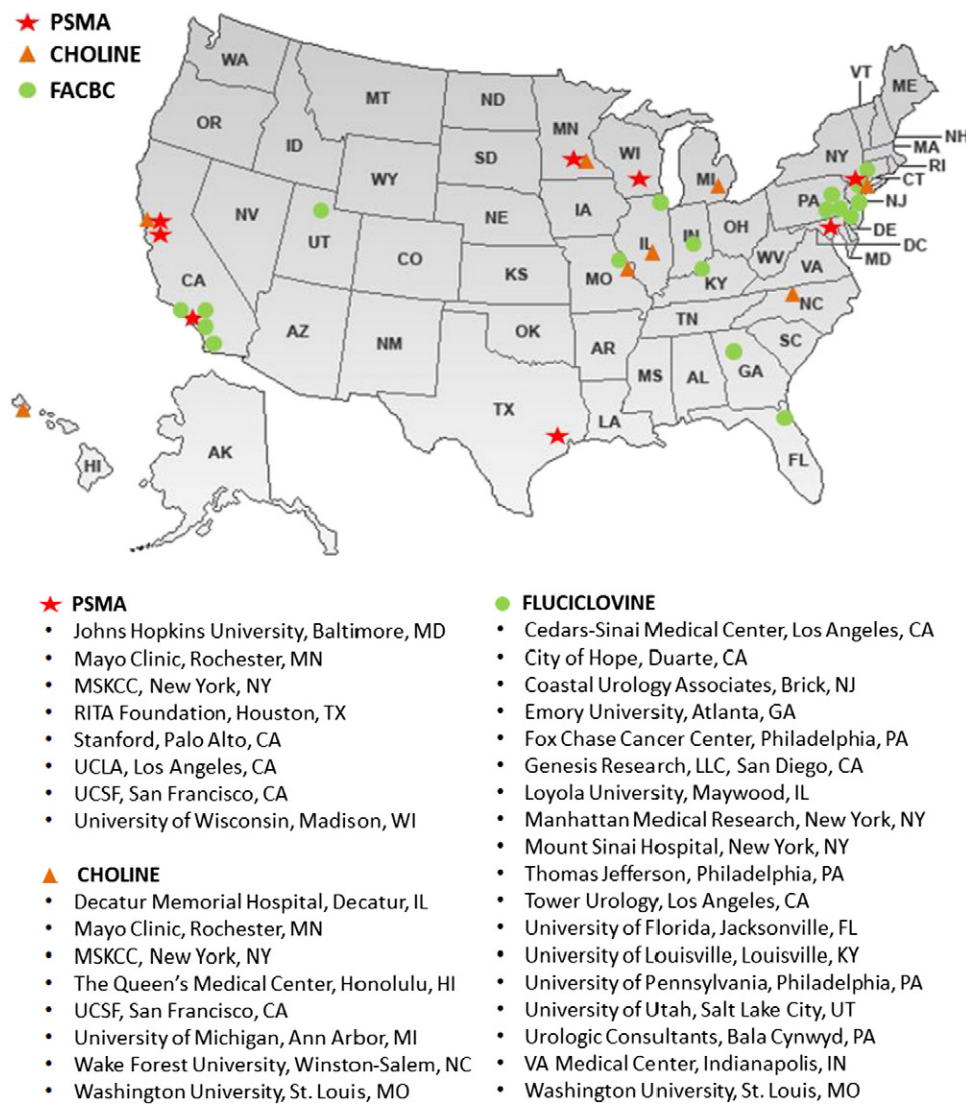 PSMA
CHOLINE
FACBC
WA
OR
CA
NV
ID
MT
WY
UT
AZ
CO
NM
ND
SD
NE
KS
OK
TX
MN
IA
MO
AR
LA
WI
IL
MI
IN
OH
KY
TN
MS
AL
GA
FL
SC
NC
VA
WV
PA
NY
VT
ME
NH
MA
RI
CT
NJ
DE
DC
MD
HI
AK
PSMA
• Johns Hopkins University, Baltimore, MD
• Mayo Clinic, Rochester, MN
• MSKCC, New York, NY
• RITA Foundation, Houston, TX
• Stanford, Palo Alto, CA
• UCLA, Los Angeles, CA
• UCSF, San Francisco, CA
• University of Wisconsin, Madison, WI
CHOLINE
• Decatur Memorial Hospital, Decatur, IL
• Mayo Clinic, Rochester, MN
• MSKCC, New York, NY
• The Queen's Medical Center, Honolulu, HI
• UCSF, San Francisco, CA
• University of Michigan, Ann Arbor, MI
• Wake Forest University, Winston-Salem, NC
• Washington University, St. Louis, MO
FLUCICLOVINE
• Cedars-Sinai Medical Center, Los Angeles, CA
• City of Hope, Duarte, CA
• Coastal Urology Associates, Brick, NJ
• Emory University, Atlanta, GA
• Fox Chase Cancer Center, Philadelphia, PA
• Genesis Research, LLC, San Diego, CA
• Loyola University, Maywood, IL
• Manhattan Medical Research, New York, NY
• Mount Sinai Hospital, New York, NY
• Thomas Jefferson, Philadelphia, PA
• Tower Urology, Los Angeles, CA
• University of Florida, Jacksonville, FL
• University of Louisville, Louisville, KY
• University of Pennsylvania, Philadelphia, PA
• University of Utah, Salt Lake City, UT
• Urologic Consultants, Bala Cynwyd, PA
• VA Medical Center, Indianapolis, IN
• Washington University, St. Louis, MO